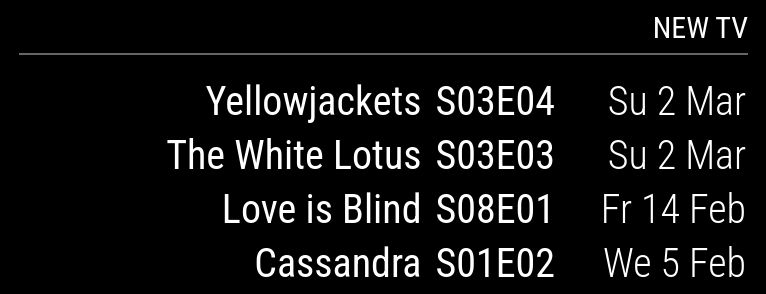 NEW TV
Yellowjackets S03E04 Su 2 Mar
The White Lotus S03E03 Su 2 Mar
Love is Blind S08E01 Fr 14 Feb
Cassandra S01E02 We 5 Feb